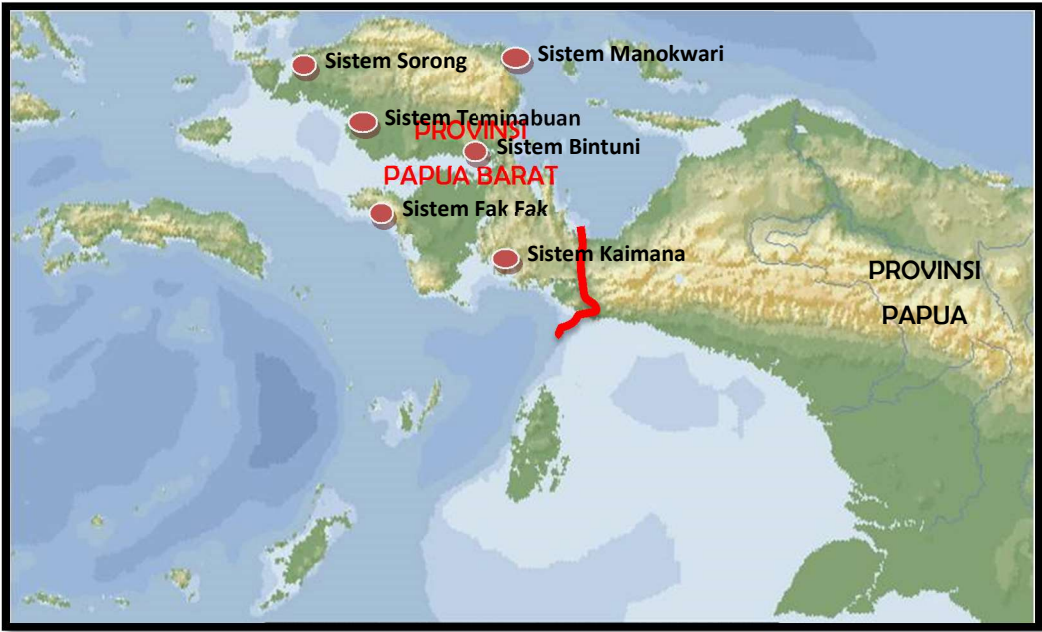 Sistem Sorong
Sistem Manokwari
Sistem Teminabuan
PROVINSI
Sistem Bintuni
PAPUA BARAT
Sistem Fak Fak
Sistem Kaimana
PROVINSI
PAPUA